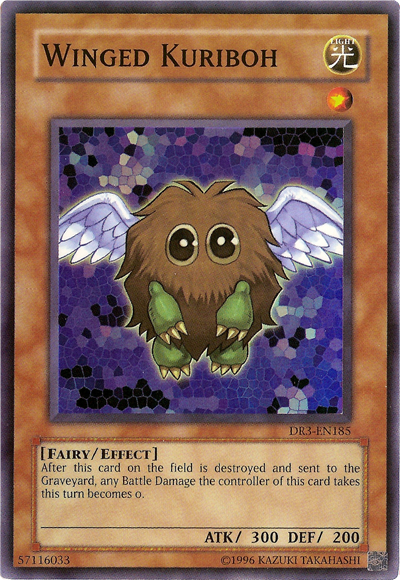 WINGED KURIBOH
LIGHT
光
DR3-EN185
[FAIRY/EFFECT]
After this card on the field is destroyed and sent to the
Graveyard, any Battle Damage the controller of this card takes
this turn becomes 0.
ATK/ 300 DEF/ 200
57116033
©1996 KAZUKI TAKAHASHI